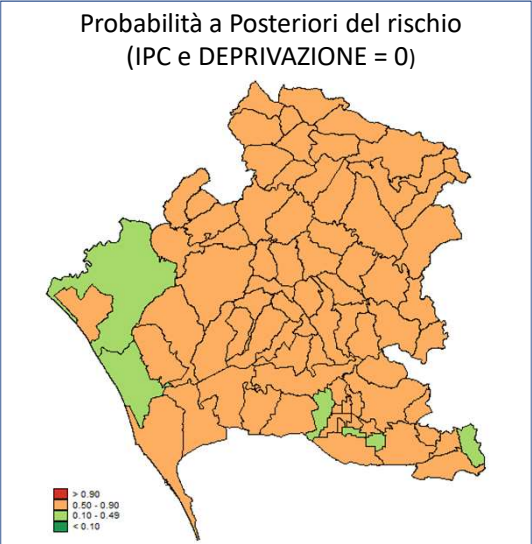 Probabilità a Posteriori del rischio
(IPC e DEPRIVAZIONE = 0)
> 0.90
0.50 - 0.90
0.10 - 0.49
< 0.10